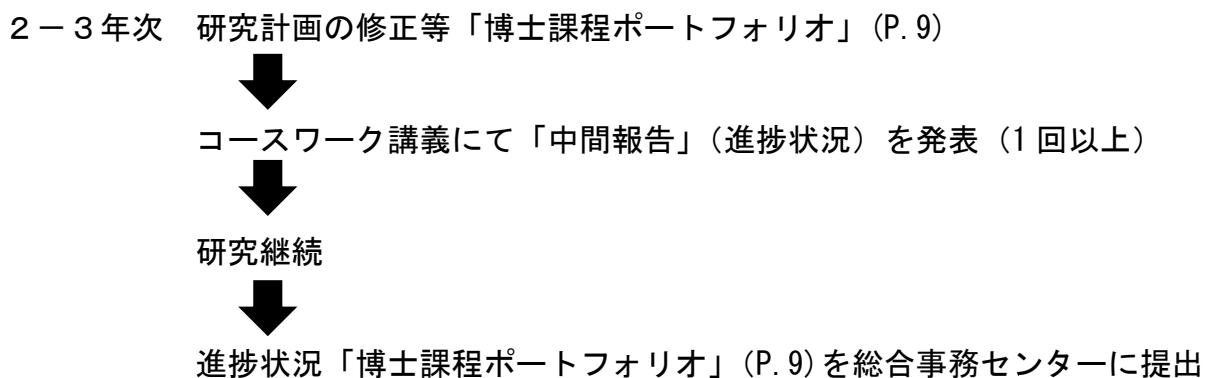 ２－３年次　研究計画の修正等「博士課程ポートフォリオ」(P.9)
コースワーク講義にて「中間報告」（進捗状況）を発表（1回以上）
研究継続
進捗状況「博士課程ポートフォリオ」(P.9)を総合事務センターに提出